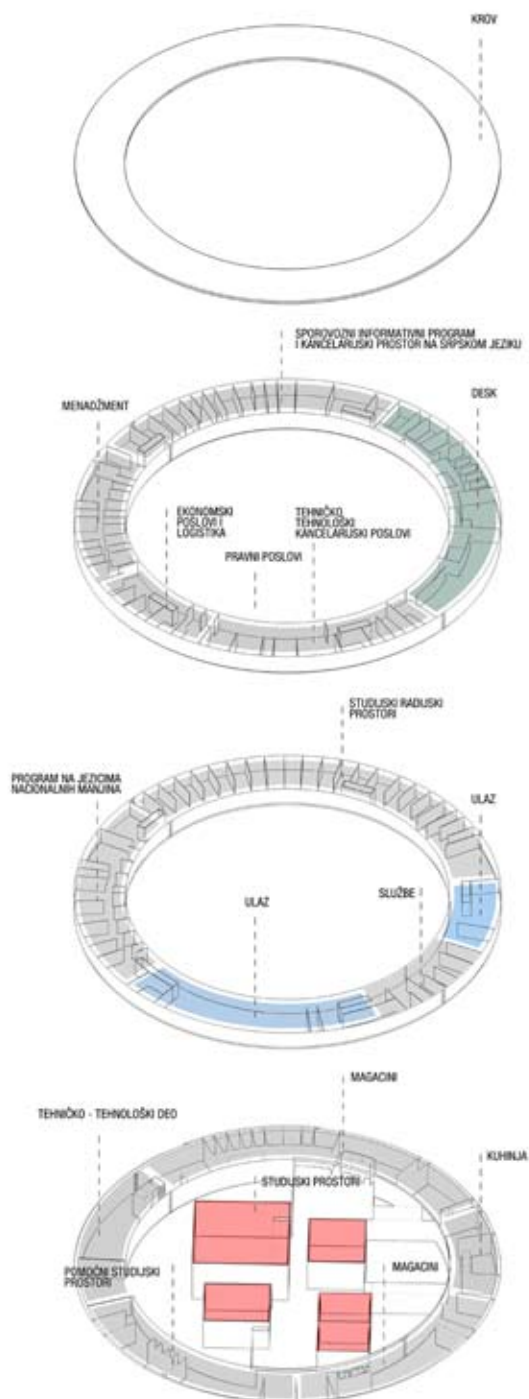 KROV
SPOROVOZNI INFORMATIVNI PROGRAM
I KANCELARIJSKI PROSTOR NA SRPSKOM JEZIKU
MENADŽMENT
DESK
EKONOMSKI
POSLOVI I
LOGISTIKA
TEHNIČKO,
TEHNOLOŠKI
KANCELARIJSKI POSLOVI
PRAVNI POSLOVI
STUDIJSKI RADIJSKI
PROSTORI
PROGRAM NA JEZICIMA
NACIONALNIH MANJINA
ULAZ
SLUŽBE
ULAZ
MAGACINI
TEHNIČKO - TEHNOLOŠKI DEO
KUHINJA
STUDIJSKI PROSTORI
POMOĆNI STUDIJSKI
PROSTORI
MAGACINI